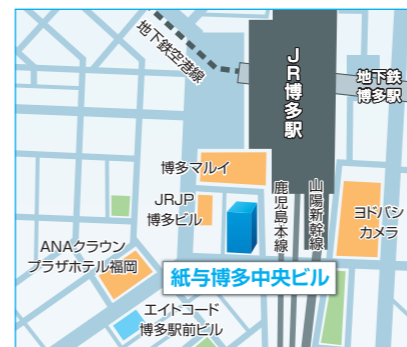 地下鉄空港線
JR博多駅
地下鉄
博多駅
博多マルイ
JRJP
博多ビル
鹿児島本線
山陽新幹線
ヨドバシ
カメラ
ANAクラウン
プラザホテル福岡
紙与博多中央ビル
エイトコード
博多駅前ビル